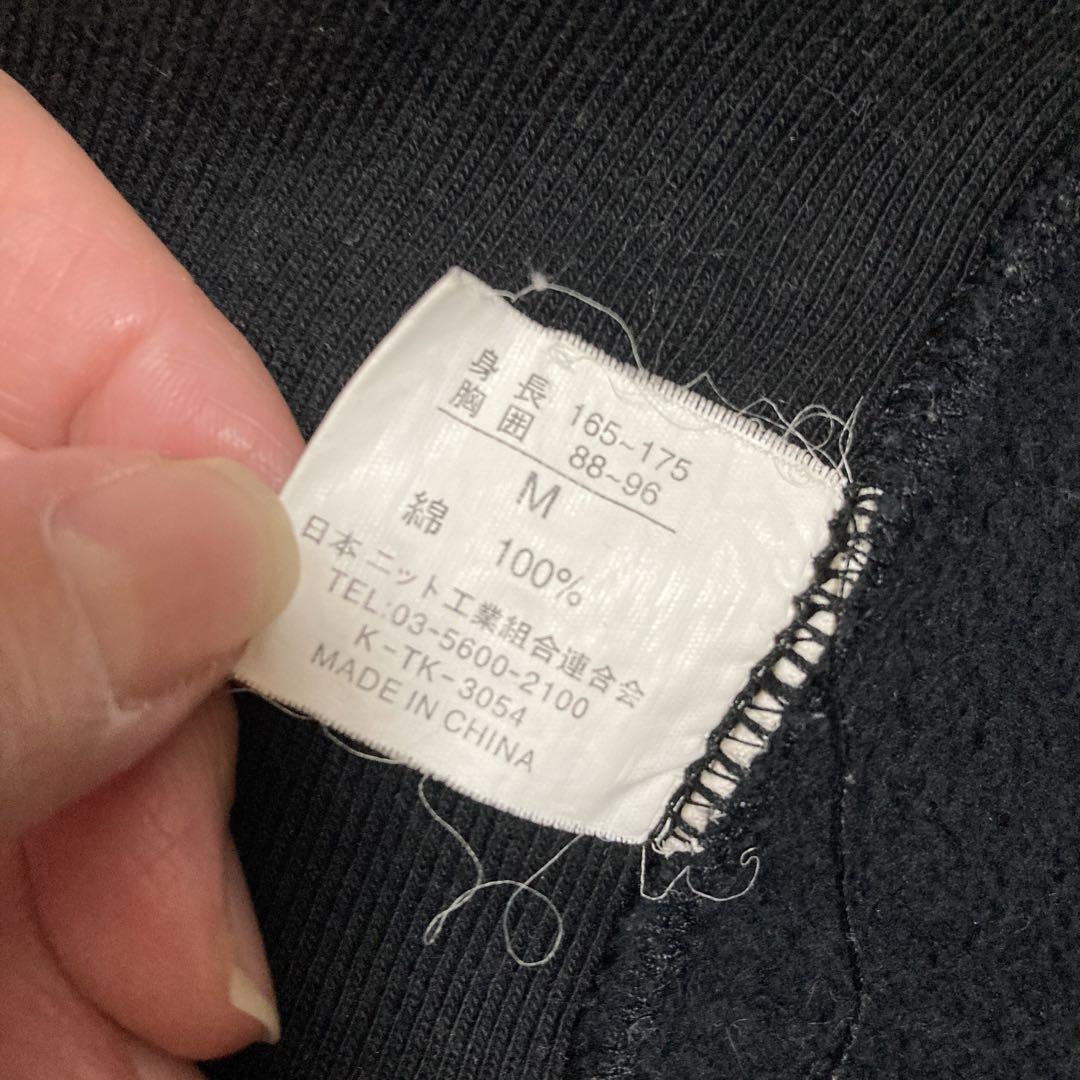 身長 165~175
胸囲 88~96
M
綿 100%
日本ニット工業組合連合会
TEL:03-5600-2100
K-TK-3054
MADE IN CHINA